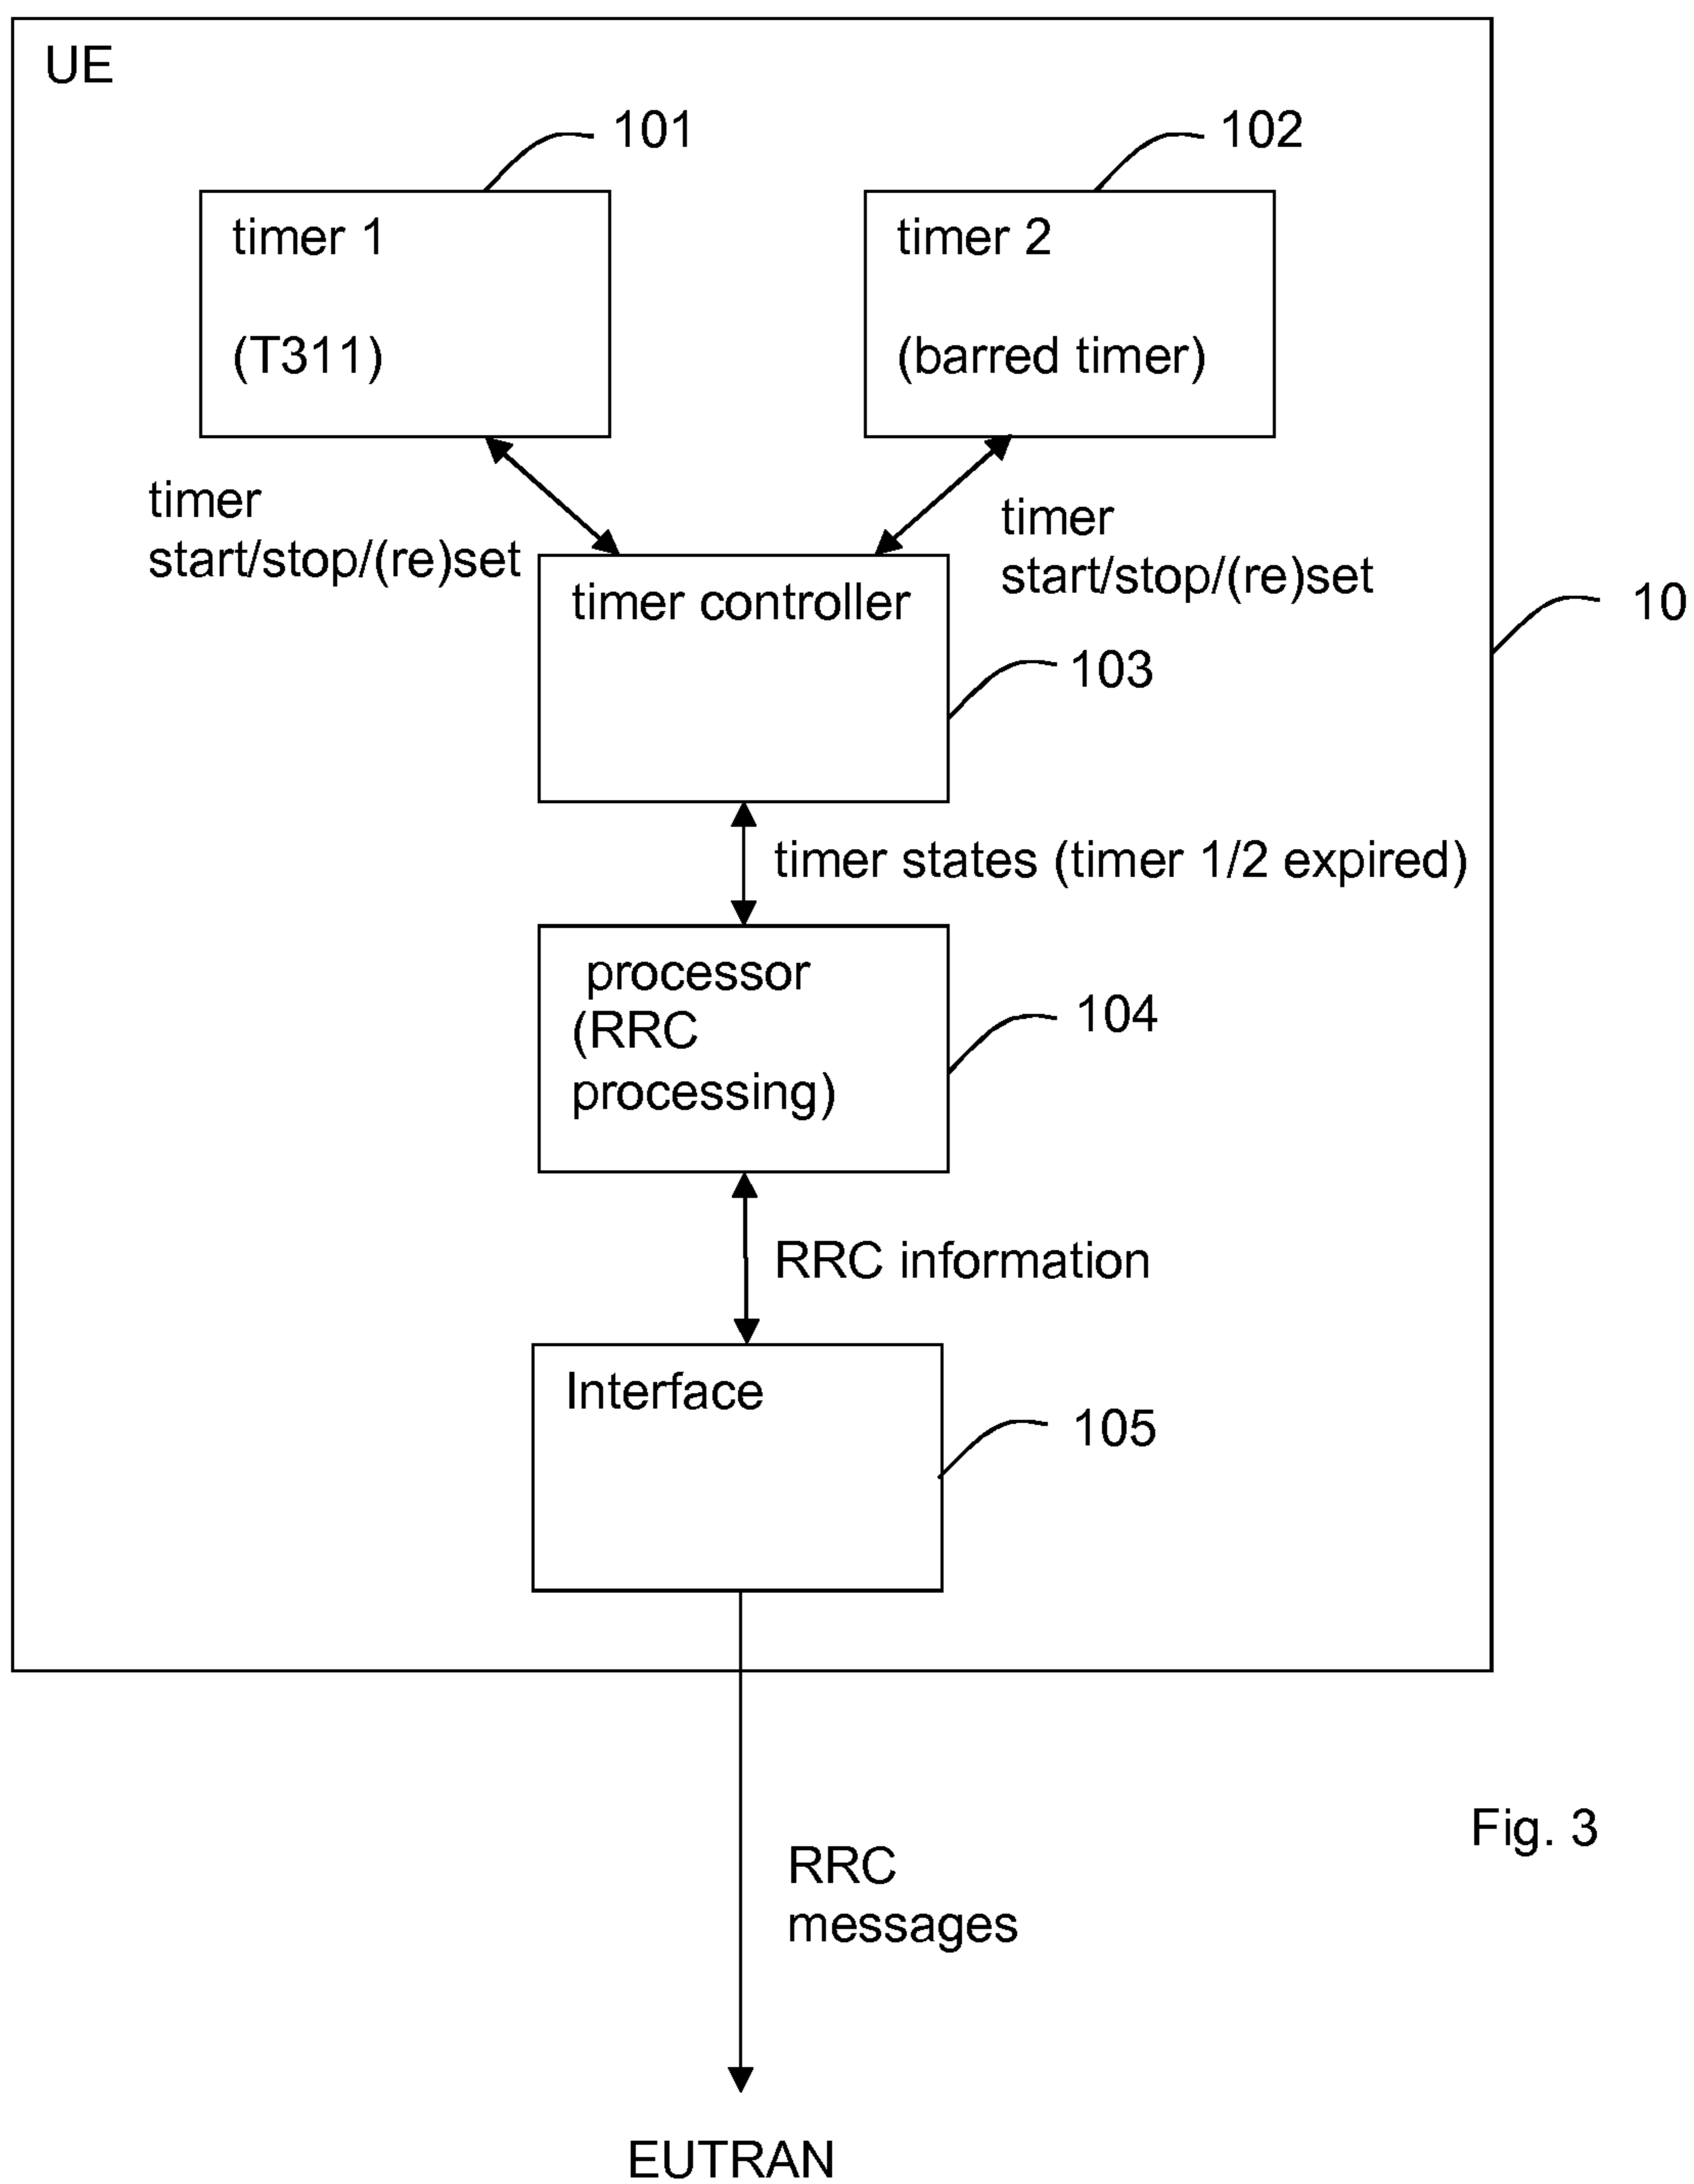 UE
101
102
timer 1
(T311)
timer 2
(barred timer)
timer
start/stop/(re)set
timer
start/stop/(re)set
timer controller
10
103
timer states (timer 1/2 expired)
processor
(RRC
processing)
104
RRC information
Interface
105
Fig. 3
RRC
messages
EUTRAN